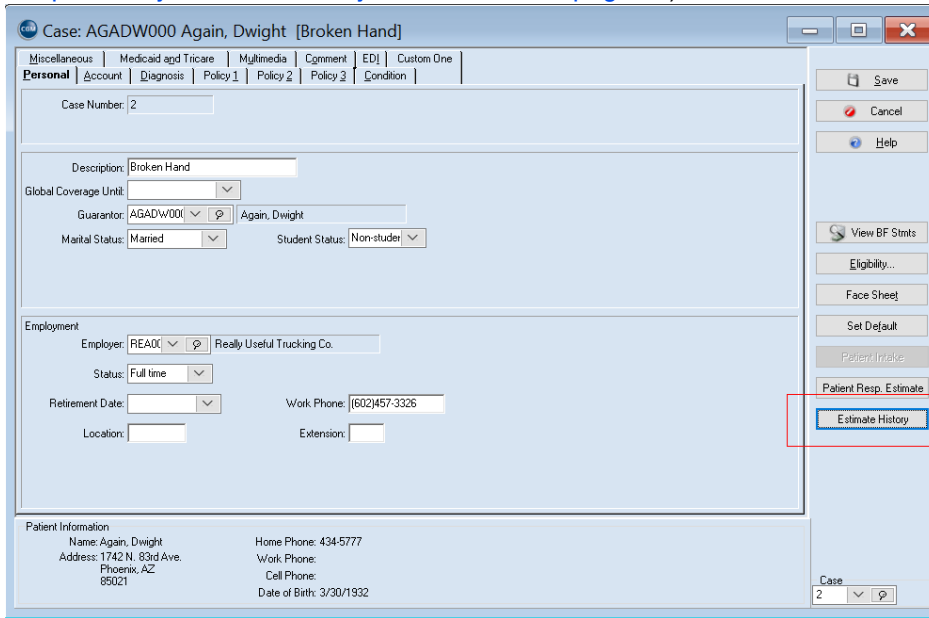 Case: AGADW000 Again, Dwight [Broken Hand]
Miscellaneous Medicaid and Tricare Multimedia Comment EDI Custom One
Personal Account Diagnosis Policy 1 Policy 2 Policy 3 Condition
Case Number: 2
Description: Broken Hand
Global Coverage Until:
Guarantor: AGADW00( Again, Dwight
Marital Status: Married Student Status: Non-studer
Employment
Employer: REA0( Really Useful Trucking Co.
Status: Full time
Retirement Date: Work Phone: (602)457-3326
Location: Extension:
Patient Information
Name: Again, Dwight Home Phone: 434-5777
Address: 1742 N. 83rd Ave. Work Phone:
Phoenix, AZ Cell Phone:
85021
Date of Birth: 3/30/1932
Save
Cancel
Help
View BF Stmts
Eligibility...
Face Sheet
Set Default
Patient Intake
Patient Resp. Estimate
Estimate History
Case
2